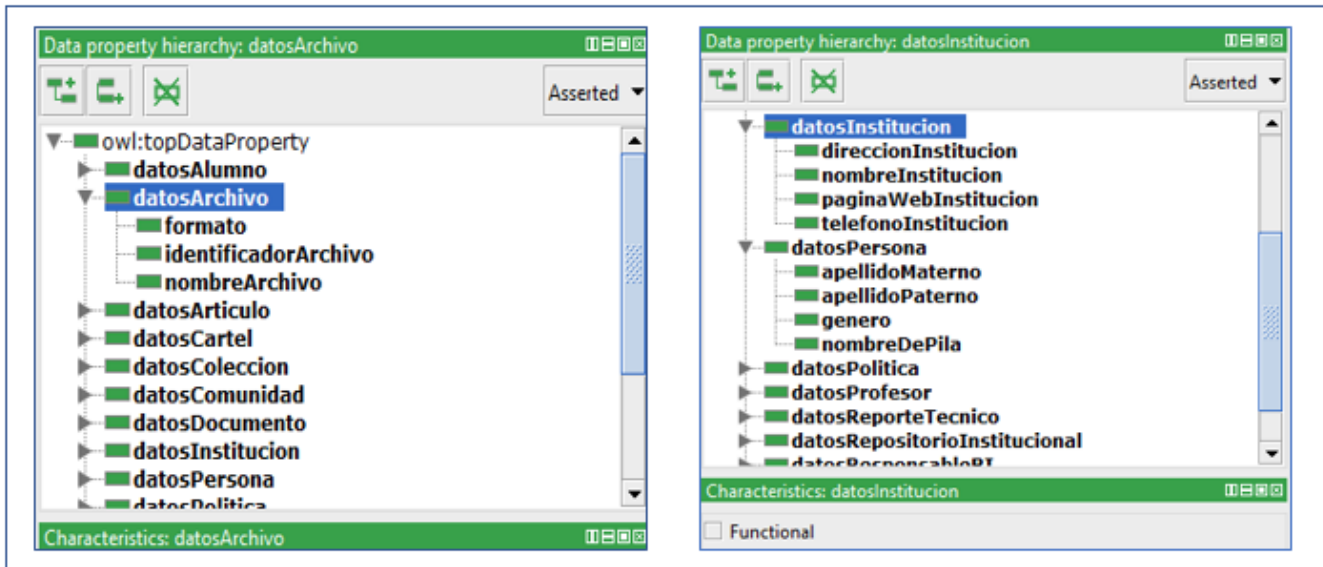 Data property hierarchy: datosArchivo
Asserted
owl:topDataProperty
datosAlumno
datosArchivo
formato
identificadorArchivo
nombreArchivo
datosArticulo
datosCartel
datosColeccion
datosComunidad
datosDocumento
datosInstitucion
datosPersona
datosPolitica
Characteristics: datosArchivo
Data property hierarchy: datosInstitucion
Asserted
datosInstitucion
direccionInstitucion
nombreInstitucion
paginaWebInstitucion
telefonoInstitucion
datosPersona
apellidoMaterno
apellidoPaterno
genero
nombreDePila
datosPolitica
datosProfesor
datosReporteTecnico
datosRepositorioInstitucional
datosResponsableRI
Characteristics: datosInstitucion
Functional